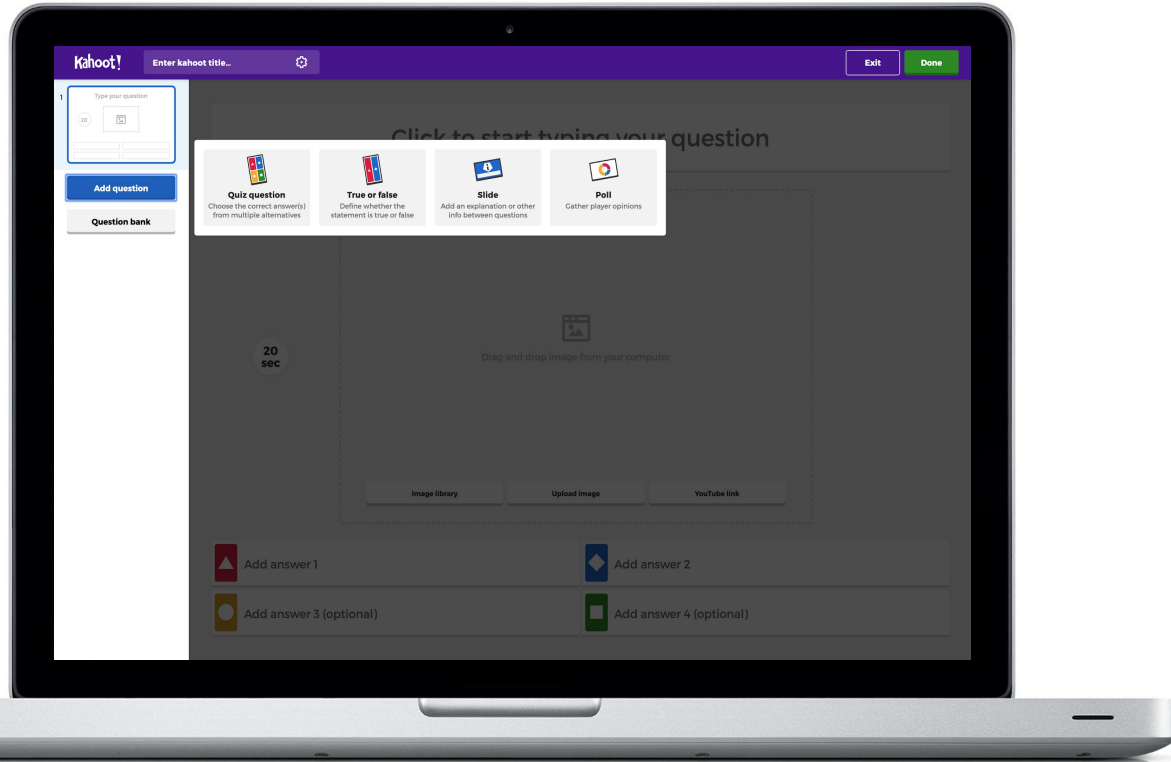 Kahoot!
Enter kahoot title…
Exit
Done
1
Type your question
20
Add question
Question bank
Click to start typing your question
Quiz question
Choose the correct answer(s)
from multiple alternatives
True or false
Define whether the
statement is true or false
Slide
Add an explanation or other
info between questions
Poll
Gather player opinions
20
sec
Drag and drop image from your computer
Image library
Upload image
YouTube link
Add answer 1
Add answer 2
Add answer 3 (optional)
Add answer 4 (optional)